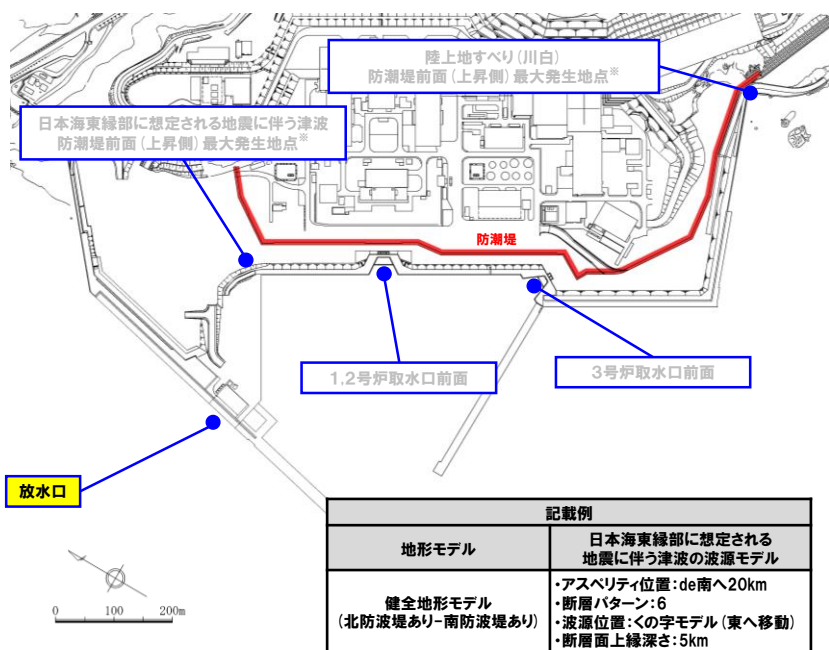 陸上地すべり(川白)
防潮堤前面(上昇側)最大発生地点※
日本海東縁部に想定される地震に伴う津波
防潮堤前面(上昇側)最大発生地点※
防潮堤
1,2号炉取水口前面
3号炉取水口前面
放水口
0 100 200m
記載例
地形モデル
日本海東縁部に想定される
地震に伴う津波の波源モデル
健全地形モデル
(北防波堤あり-南防波堤あり)
・アスペリティ位置:de南へ20km
・断層パターン:6
・波源位置:くの字モデル(東へ移動)
・断層面上縁深さ:5km